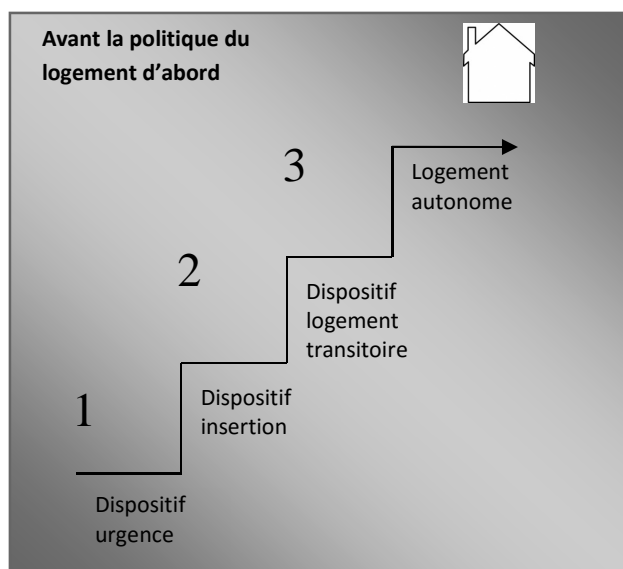 Avant la politique du
logement d’abord
3
Logement
autonome
2
Dispositif
logement
transitoire
1
Dispositif
insertion
Dispositif
urgence